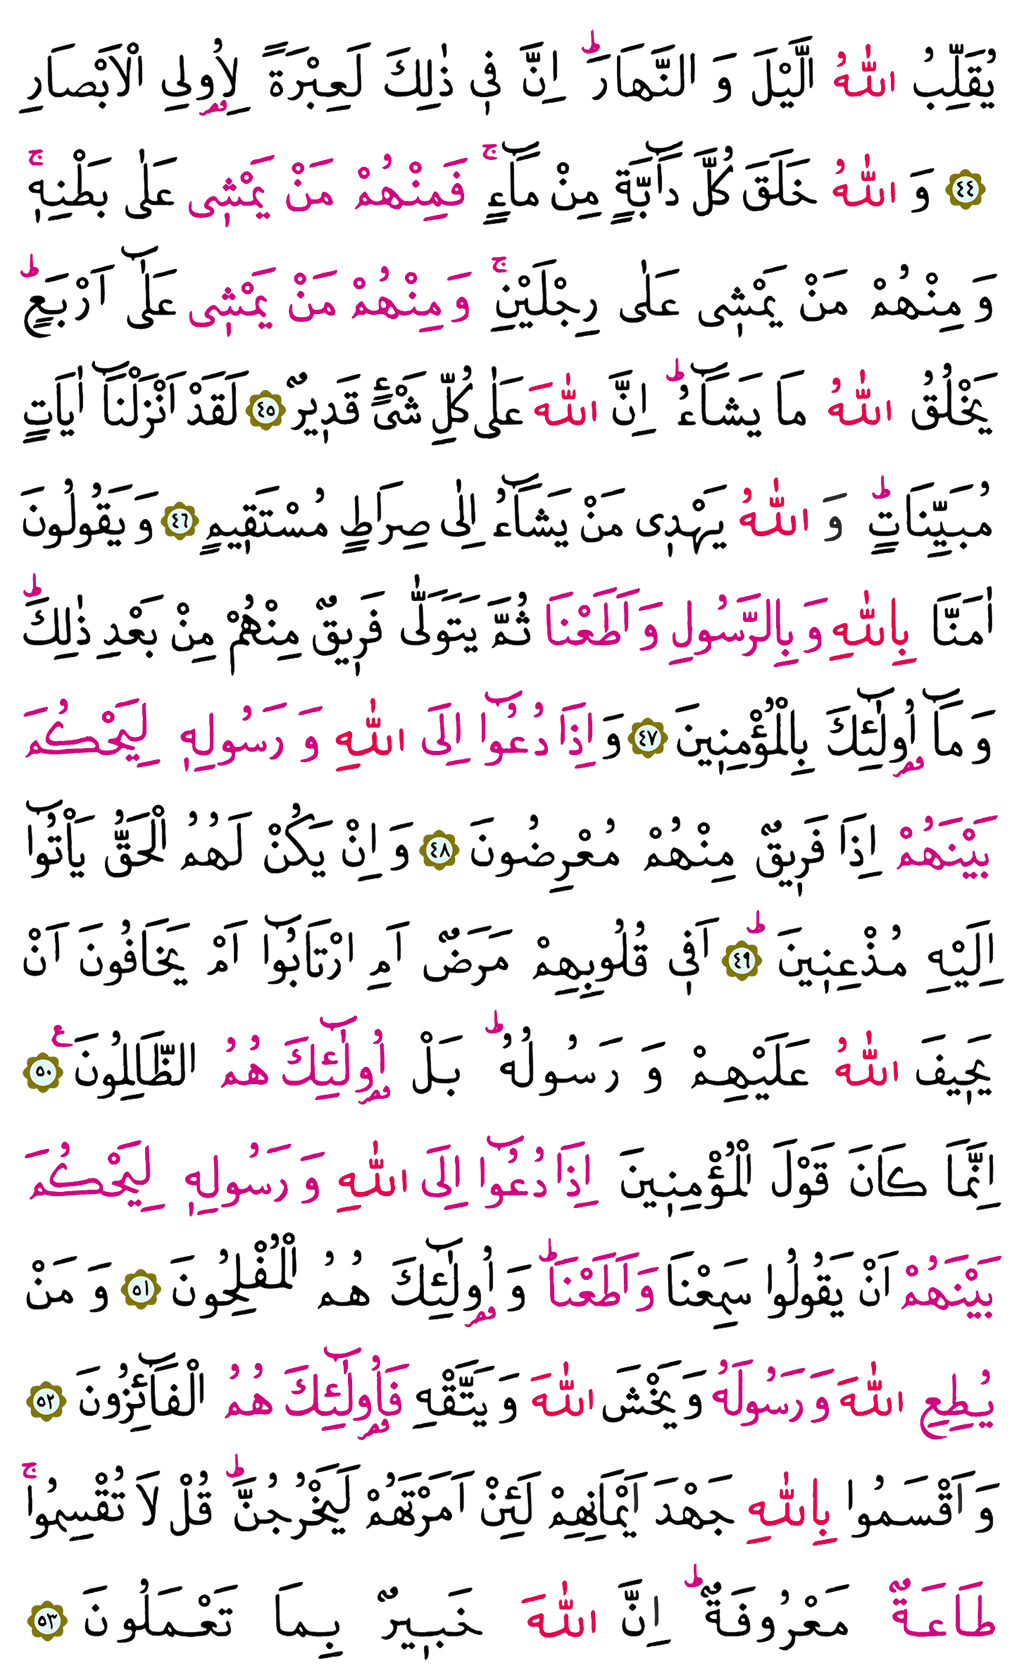 يُقَلِّبُ اللّٰهُ الَّيْلَ وَ النَّهَارَ ؕ اِنَّ ف۪ي ذٰلِكَ لَعِبْرَةً لِاُو۬لِي الْاَبْصَارِ
﴿٤٤﴾ وَ اللّٰهُ خَلَقَ كُلَّ دَٓابَّةٍ مِنْ مَٓاءٍ ۚ فَمِنْهُمْ مَنْ يَمْش۪ي عَلٰى بَطْنِه۪ ۚ
وَ مِنْهُمْ مَنْ يَمْش۪ي عَلٰى رِجْلَيْنِ ۚ وَ مِنْهُمْ مَنْ يَمْش۪ي عَلٰٓى اَرْبَعٍ ؕ
يَخْلُقُ اللّٰهُ مَا يَشَٓاءُ ؕ اِنَّ اللّٰهَ عَلٰى كُلِّ شَيْءٍ قَد۪يرٌ ﴿٤٥﴾ لَقَدْ اَنْزَلْنَٓا اٰيَاتٍ
مُبَيِّنَاتٍ ؕ وَ اللّٰهُ يَهْد۪ي مَنْ يَشَٓاءُ اِلٰى صِرَاطٍ مُسْتَق۪يمٍ ﴿٤٦﴾ وَ يَقُولُونَ
اٰمَنَّا بِاللّٰهِ وَ بِالرَّسُولِ وَ اَطَعْنَا ثُمَّ يَتَوَلّٰى فَر۪يقٌ مِنْهُمْ مِنْ بَعْدِ ذٰلِكَ ؕ
وَ مَٓا اُو۬لٰٓئِكَ بِالْمُؤْمِن۪ينَ ﴿٤٧﴾ وَ اِذَا دُعُٓوا اِلَى اللّٰهِ وَ رَسُولِه۪ لِيَحْكُمَ
بَيْنَهُمْ اِذَا فَر۪يقٌ مِنْهُمْ مُعْرِضُونَ ﴿٤٨﴾ وَ اِنْ يَكُنْ لَهُمُ الْحَقُّ يَأْتُٓوا
اِلَيْهِ مُذْعِن۪ينَ ؕ ﴿٤٩﴾ اَف۪ي قُلُوبِهِمْ مَرَضٌ اَمِ ارْتَابُٓوا اَمْ يَخَافُونَ اَنْ
يَح۪يفَ اللّٰهُ عَلَيْهِمْ وَ رَسُولُهُ ؕ بَلْ اُو۬لٰٓئِكَ هُمُ الظَّالِمُونَ ع ﴿٥٠﴾
اِنَّمَا كَانَ قَوْلَ الْمُؤْمِن۪ينَ اِذَا دُعُٓوا اِلَى اللّٰهِ وَ رَسُولِه۪ لِيَحْكُمَ
بَيْنَهُمْ اَنْ يَقُولُوا سَمِعْنَا وَ اَطَعْنَا ؕ وَ اُو۬لٰٓئِكَ هُمُ الْمُفْلِحُونَ ﴿٥١﴾ وَ مَنْ
يُطِعِ اللّٰهَ وَ رَسُولَهُ وَ يَخْشَ اللّٰهَ وَ يَتَّقْهِ فَاُو۬لٰٓئِكَ هُمُ الْفَٓائِزُونَ ﴿٥٢﴾
وَ اَقْسَمُوا بِاللّٰهِ جَهْدَ اَيْمَانِهِمْ لَئِنْ اَمَرْتَهُمْ لَيَخْرُجُنَّ ؕ قُلْ لَا تُقْسِمُوا ۚ
طَاعَةٌ مَعْرُوفَةٌ ؕ اِنَّ اللّٰهَ خَب۪يرٌ بِمَا تَعْمَلُونَ ﴿٥٣﴾